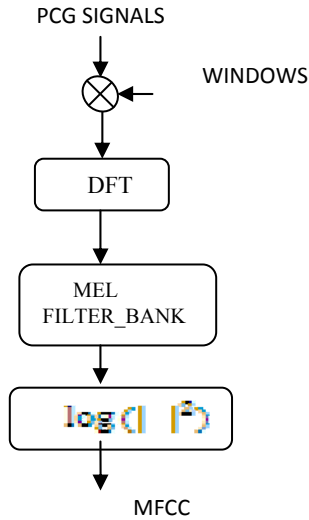 PCG SIGNALS
WINDOWS
DFT
MEL
FILTER_BANK
log(| |²)
MFCC